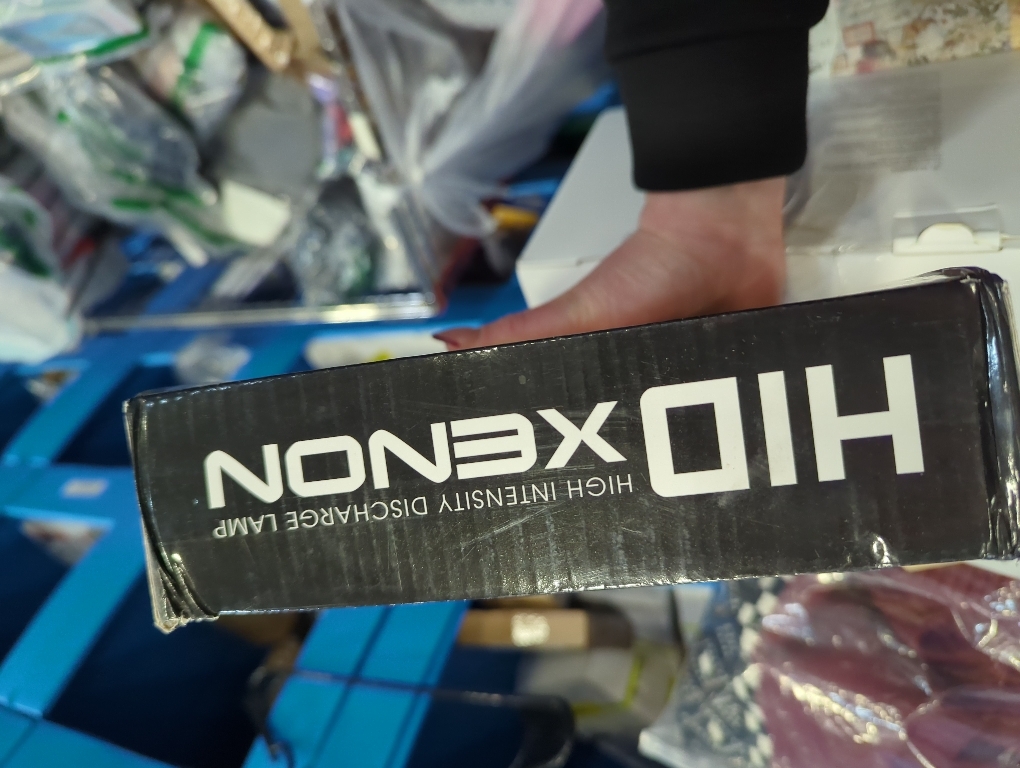 HID XENON
HIGH INTENSITY DISCHARGE LAMP